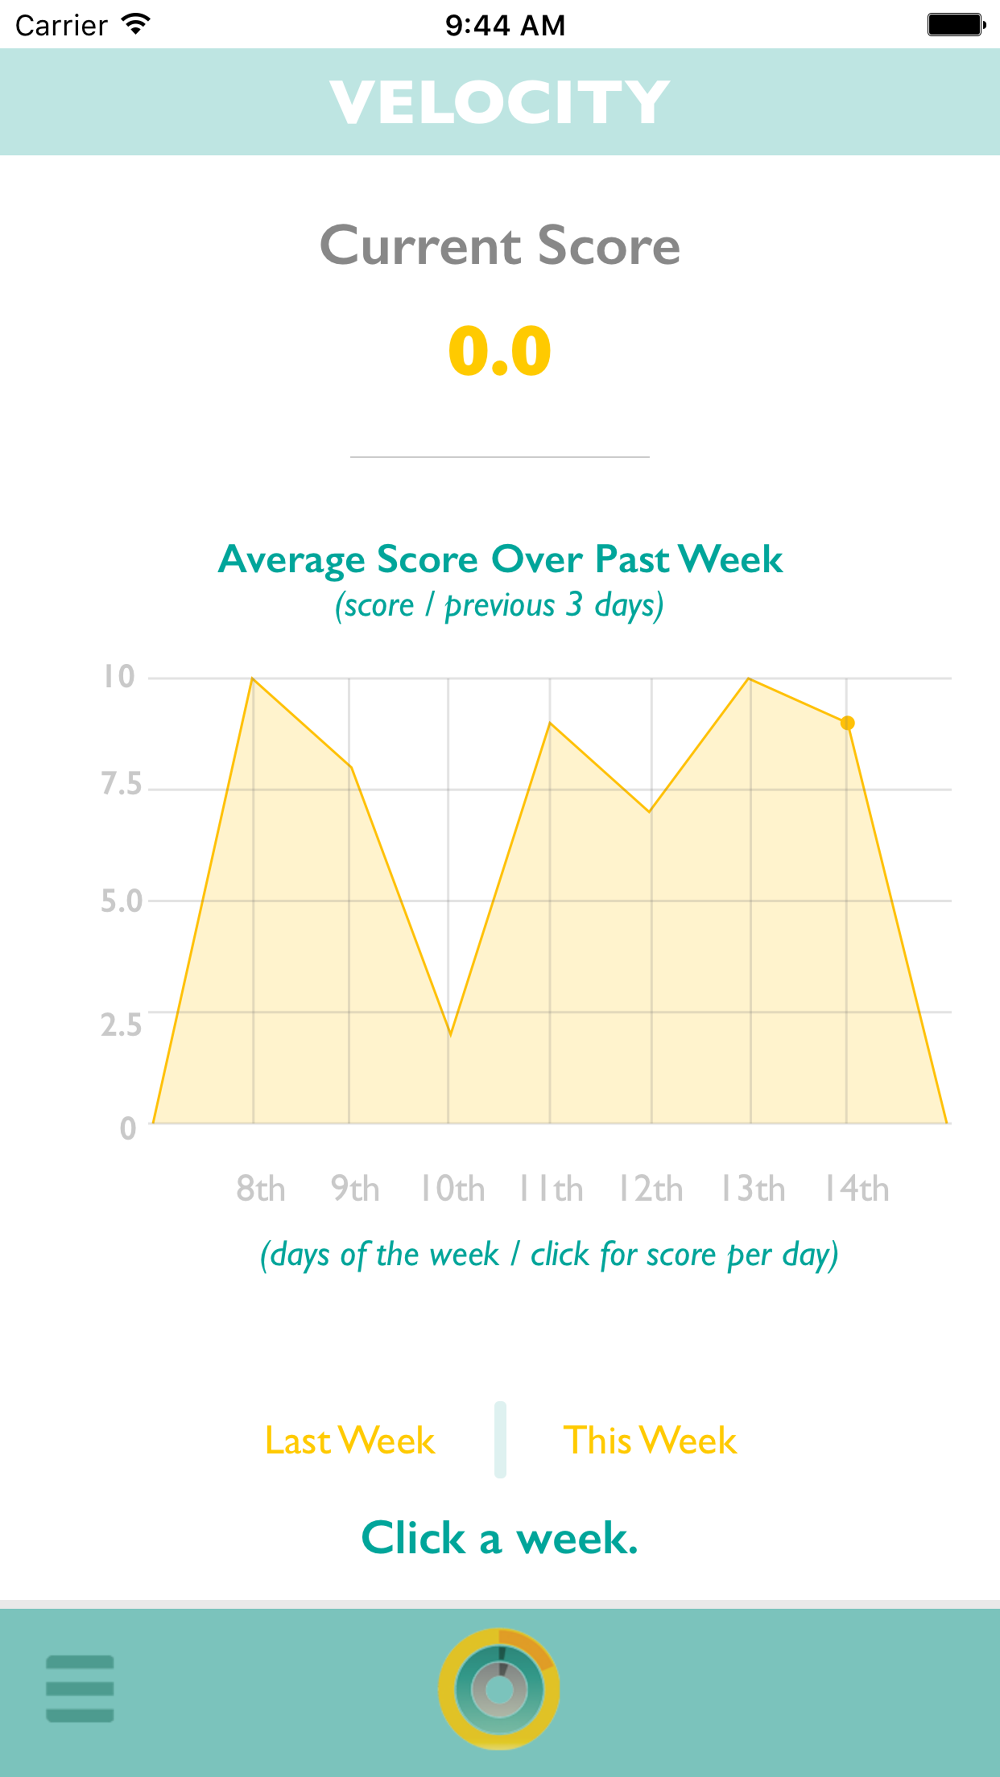 Carrier 9:44 AM
VELOCITY
Current Score
0.0
Average Score Over Past Week
(score / previous 3 days)
10
7.5
5.0
2.5
0
8th 9th 10th 11th 12th 13th 14th
(days of the week / click for score per day)
Last Week This Week
Click a week.